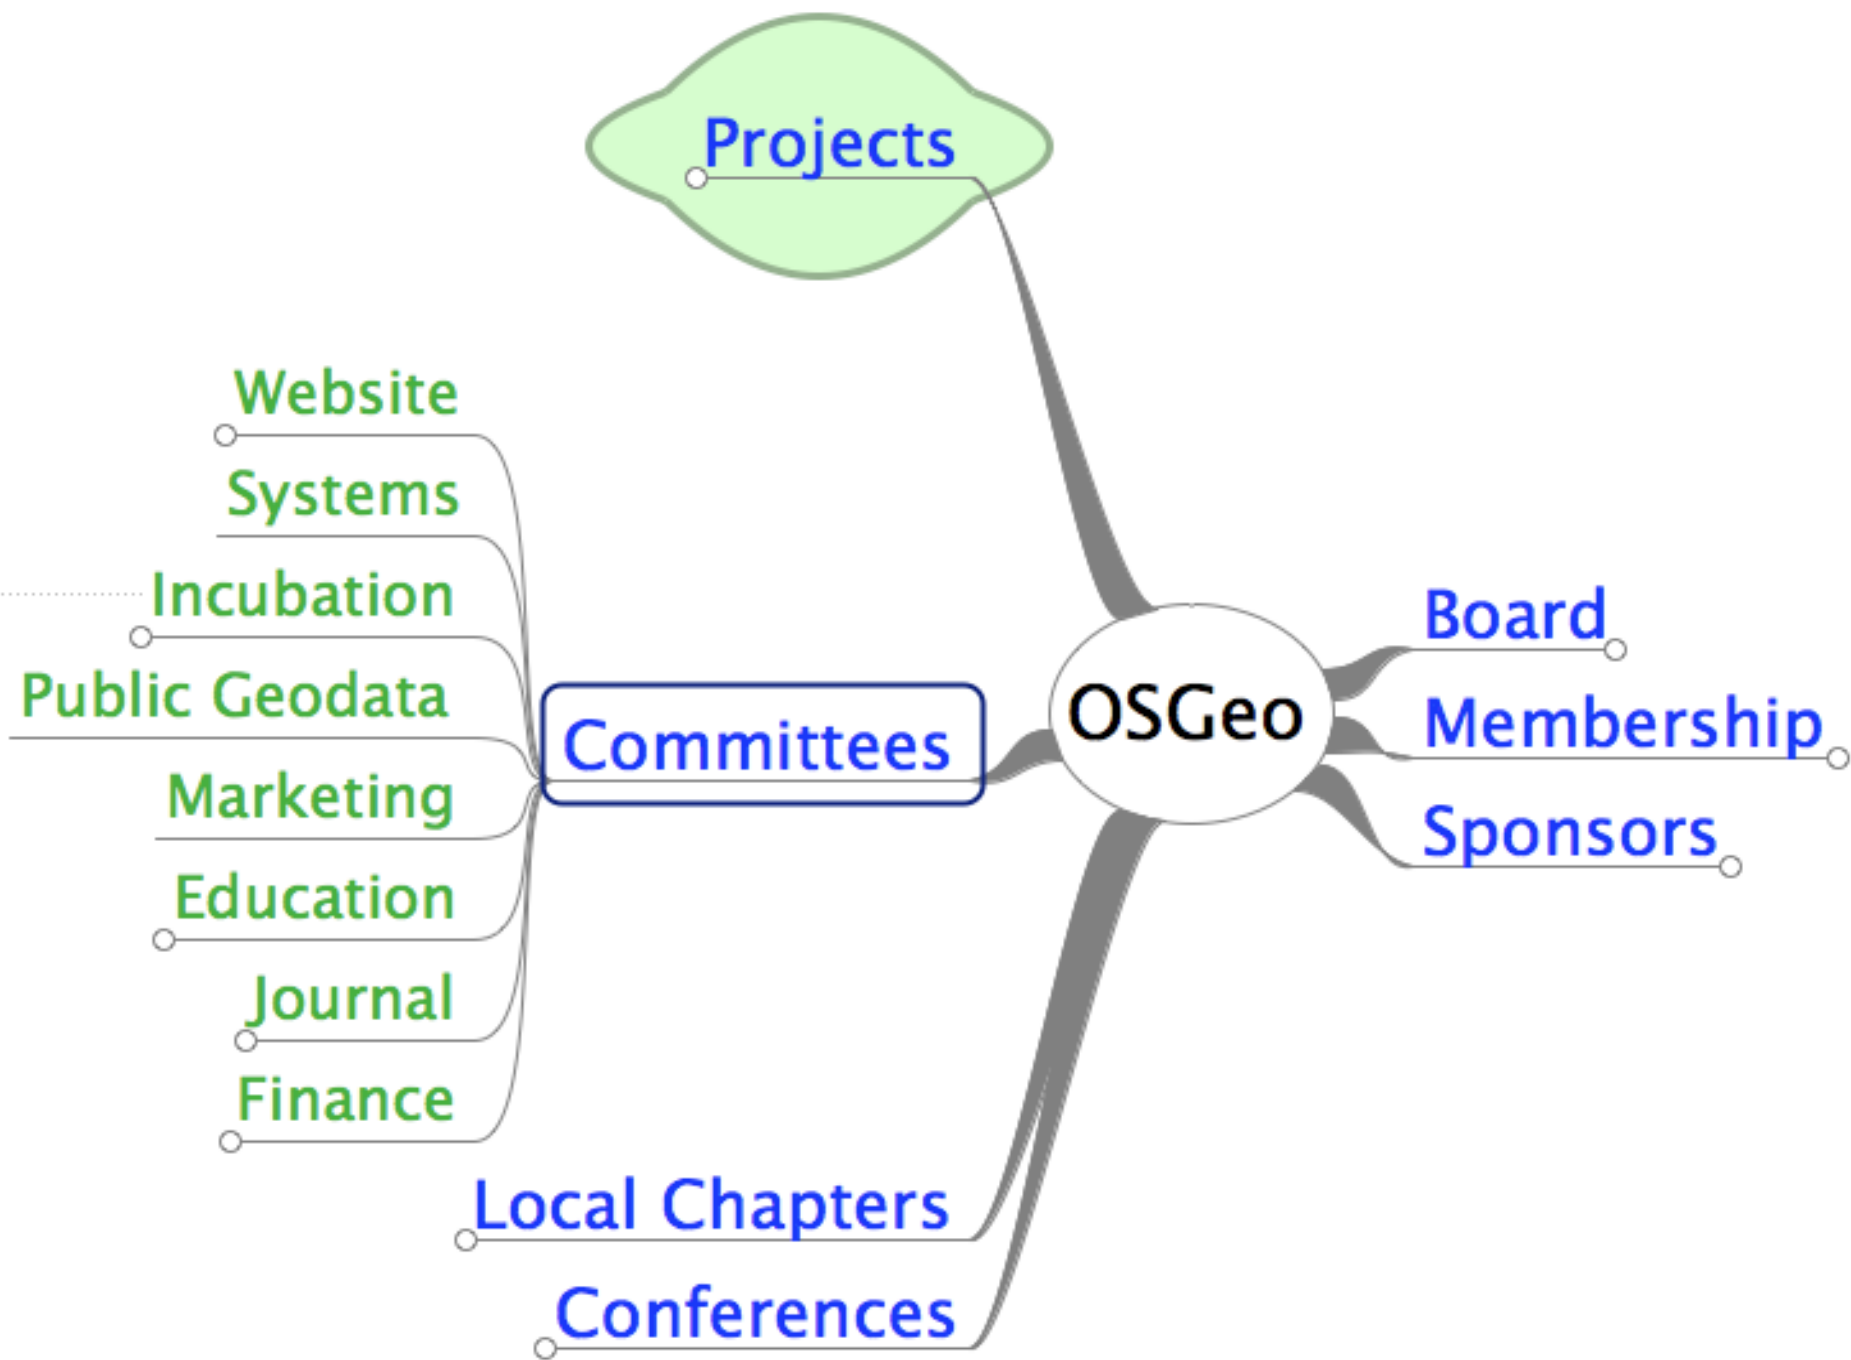 Projects
Website
Systems
Incubation
Public Geodata
Marketing
Education
Journal
Finance
Committees
OSGeo
Board
Membership
Sponsors
Local Chapters
Conferences